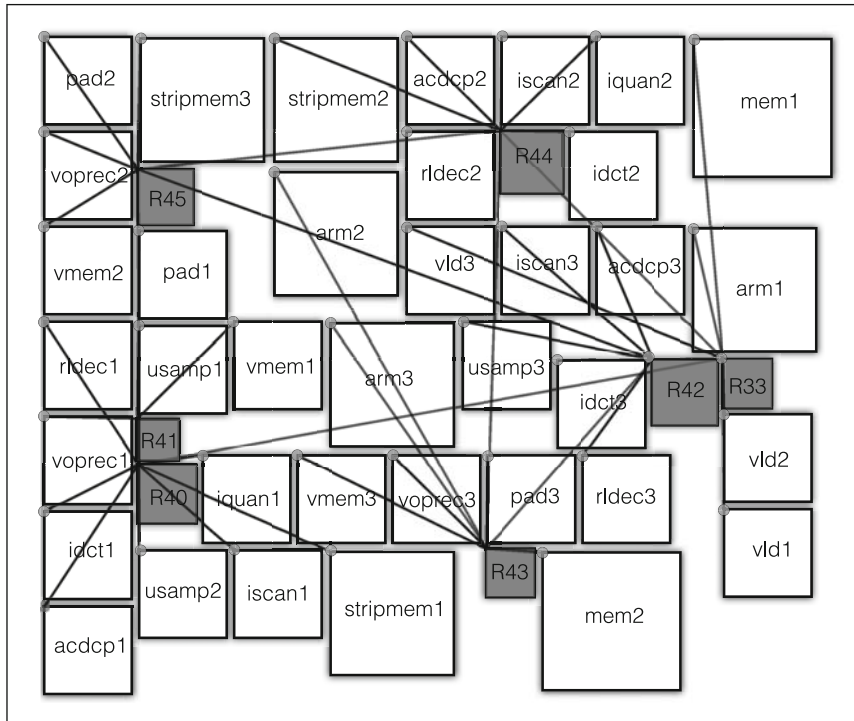 pad2
stripmem3
stripmem2
acdcp2
iscan2
iquan2
mem1
voprec2
R45
rldec2
R44
idct2
arm2
vmem2
pad1
vld3
iscan3
acdcp3
arm1
rldec1
usamp1
vmem1
arm3
usamp3
idct3
R42
R33
voprec1
R41
R40
iquan1
vmem3
voprec3
pad3
rldec3
vld2
idct1
usamp2
iscan1
stripmem1
R43
mem2
vld1
acdcp1